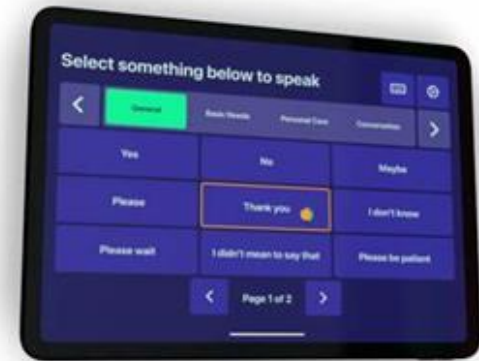 Select something below to speak
General Basic Needs Personal Care Conversation
Yes No Maybe
Please Thank you I don't know
Please wait I didn't mean to say that Please be patient
Page 1 of 2